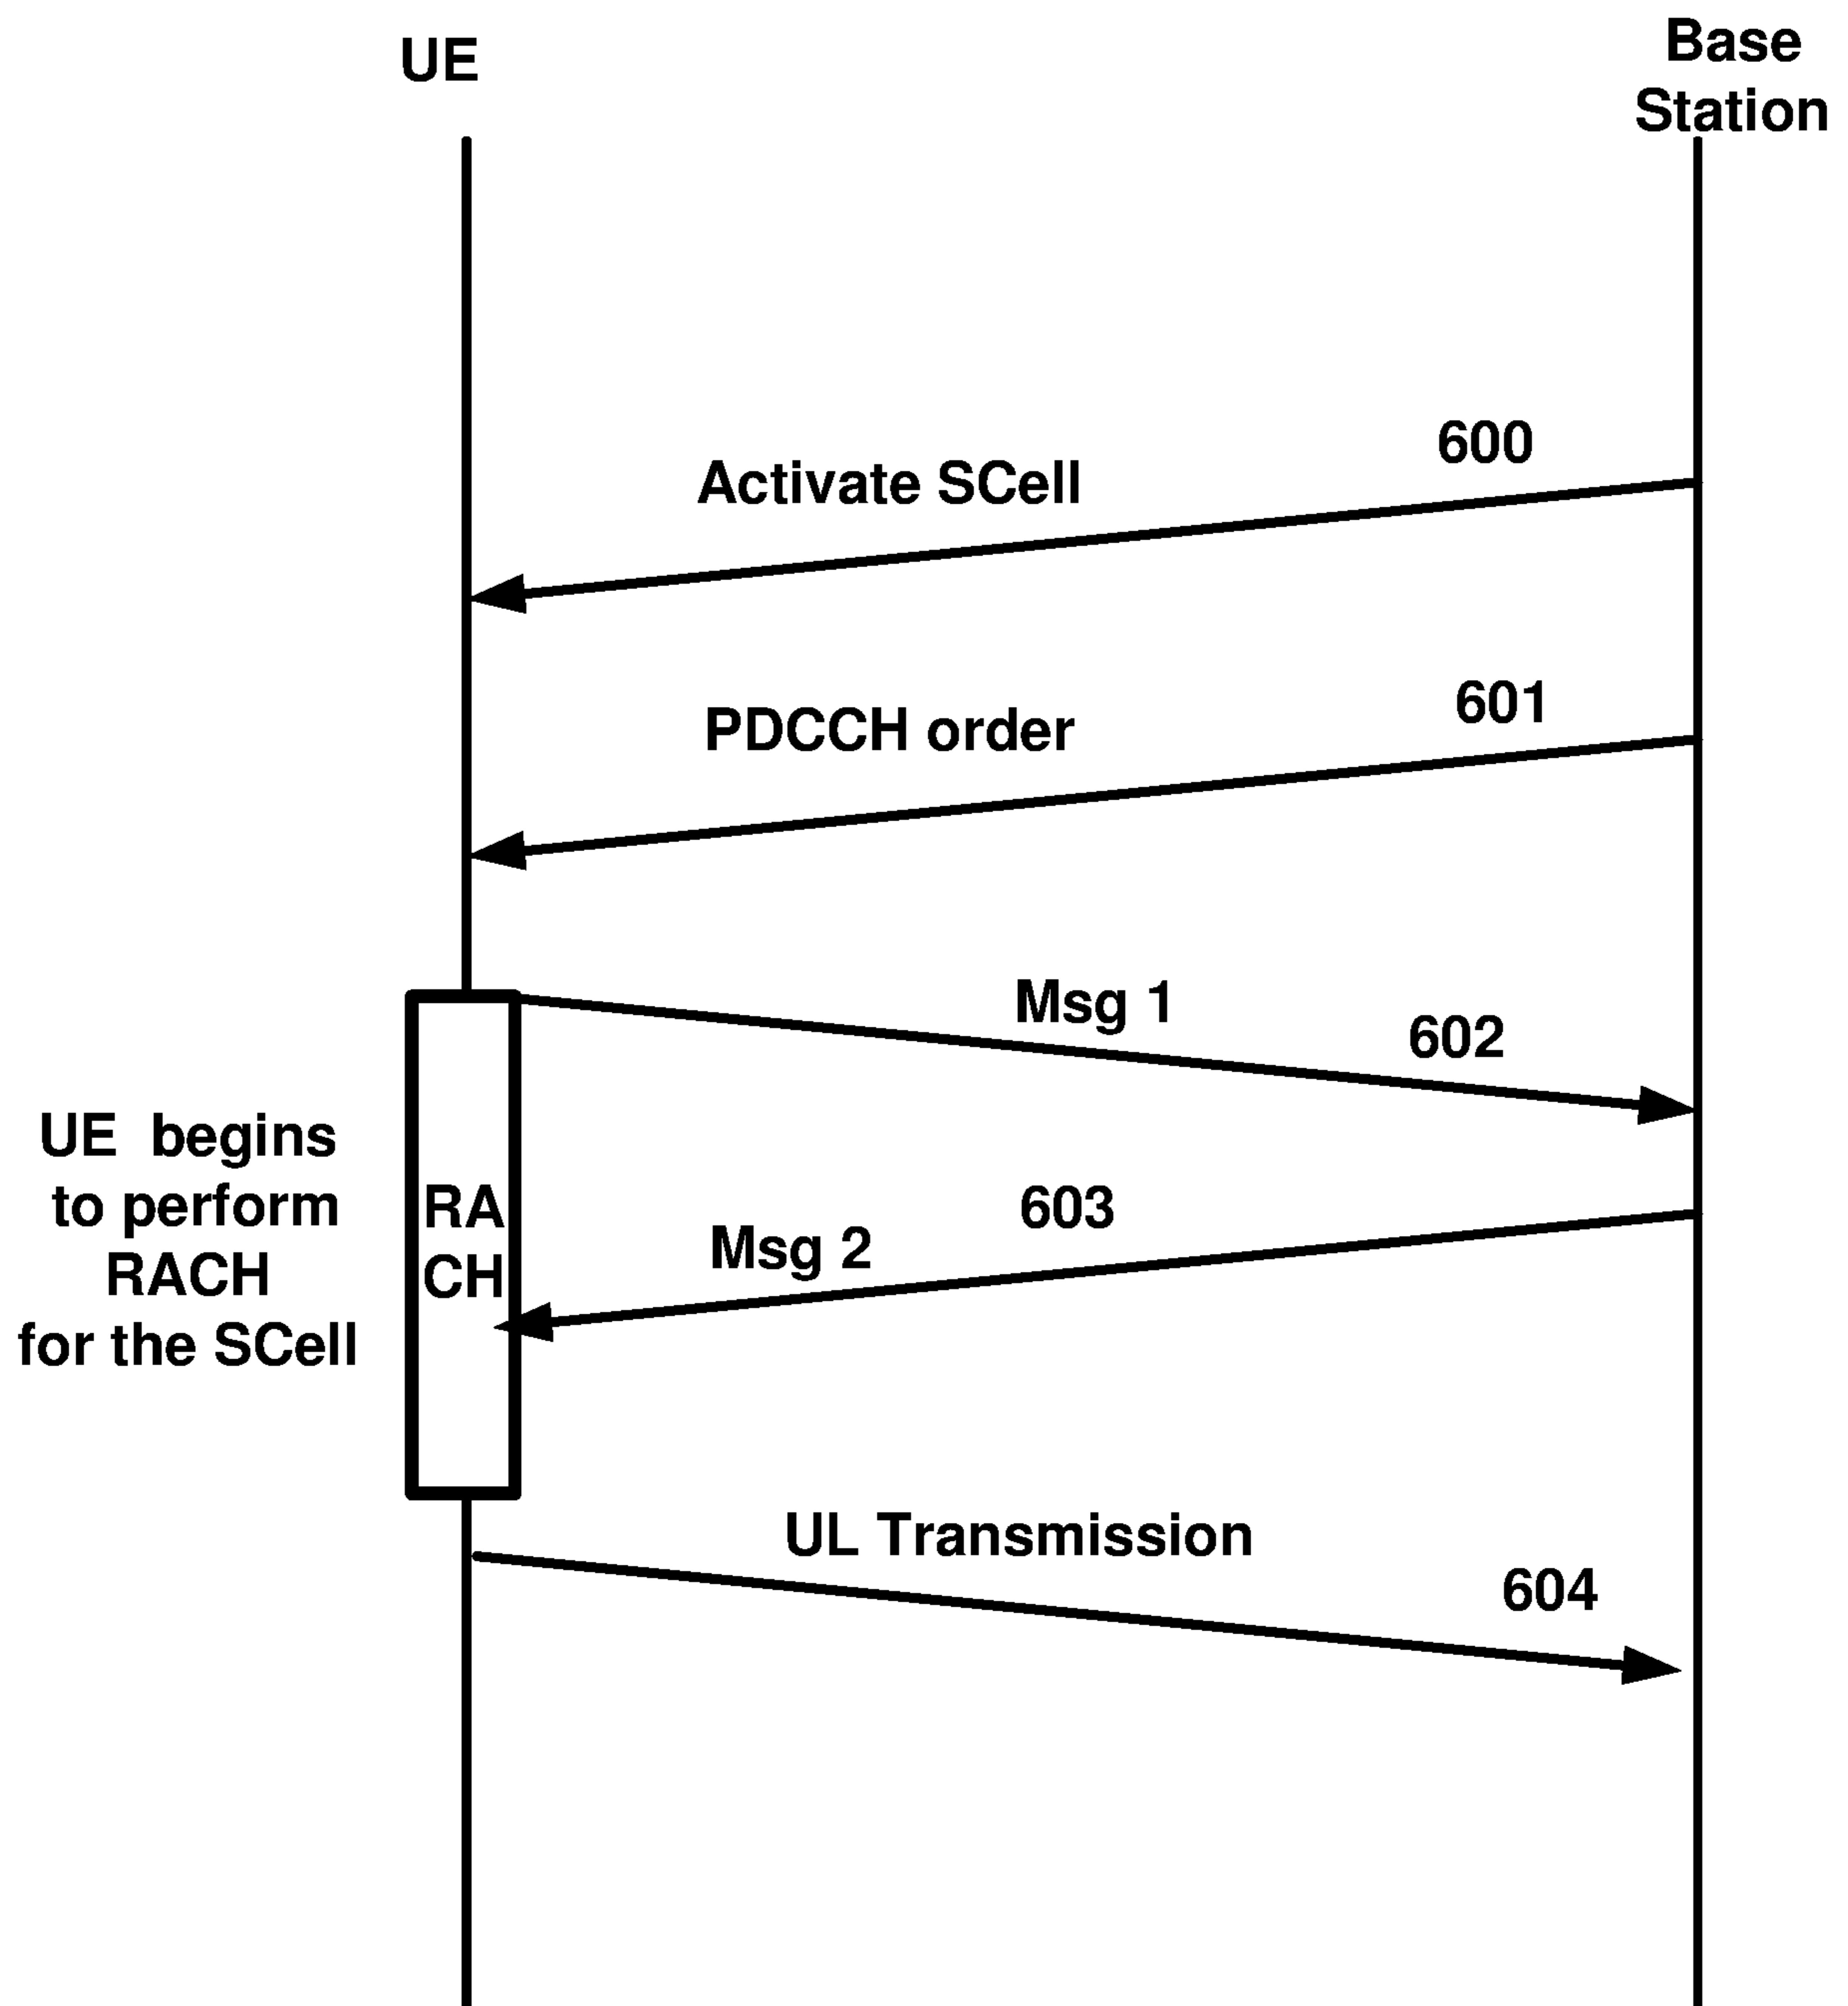 UE
Base
Station
600
Activate SCell
601
PDCCH order
Msg 1
602
UE begins
to perform
RACH
for the SCell
RA
CH
603
Msg 2
UL Transmission
604